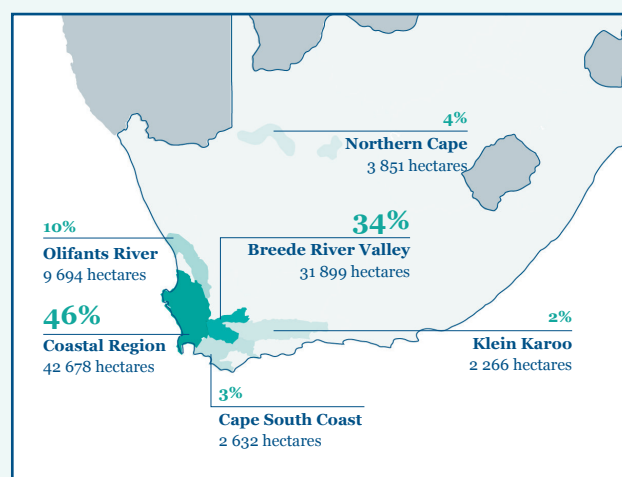 4%
Northern Cape
3 851 hectares
10%
Olifants River
9 694 hectares
34%
Breede River Valley
31 899 hectares
46%
Coastal Region
42 678 hectares
2%
Klein Karoo
2 266 hectares
3%
Cape South Coast
2 632 hectares